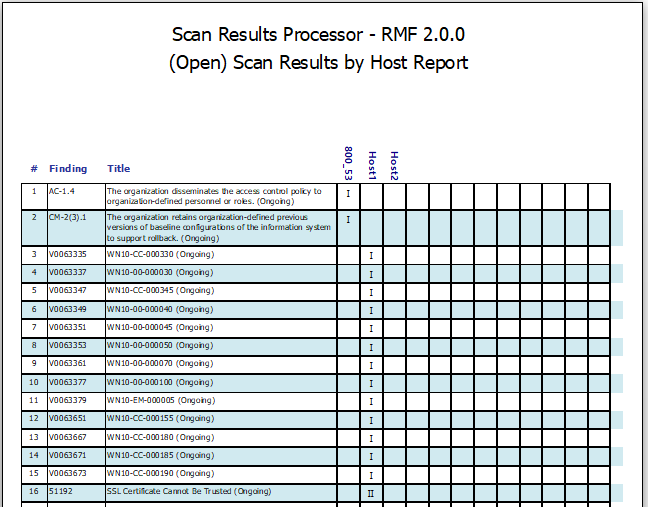 Scan Results Processor - RMF 2.0.0
(Open) Scan Results by Host Report
# Finding Title 800_53 Host1 Host2
1 AC-1.4 The organization disseminates the access control policy to
organization-defined personnel or roles. (Ongoing) I
2 CM-2(3).1 The organization retains organization-defined previous
versions of baseline configurations of the information system
to support rollback. (Ongoing) I
3 V0063335 WN10-CC-000330 (Ongoing) I
4 V0063337 WN10-00-000030 (Ongoing) I
5 V0063347 WN10-CC-000345 (Ongoing) I
6 V0063349 WN10-00-000040 (Ongoing) I
7 V0063351 WN10-00-000045 (Ongoing) I
8 V0063353 WN10-00-000050 (Ongoing) I
9 V0063361 WN10-00-000070 (Ongoing) I
10 V0063377 WN10-00-000100 (Ongoing) I
11 V0063379 WN10-EM-000005 (Ongoing) I
12 V0063651 WN10-CC-000155 (Ongoing) I
13 V0063667 WN10-CC-000180 (Ongoing) I
14 V0063671 WN10-CC-000185 (Ongoing) I
15 V0063673 WN10-CC-000190 (Ongoing) I
16 51192 SSL Certificate Cannot Be Trusted (Ongoing) II